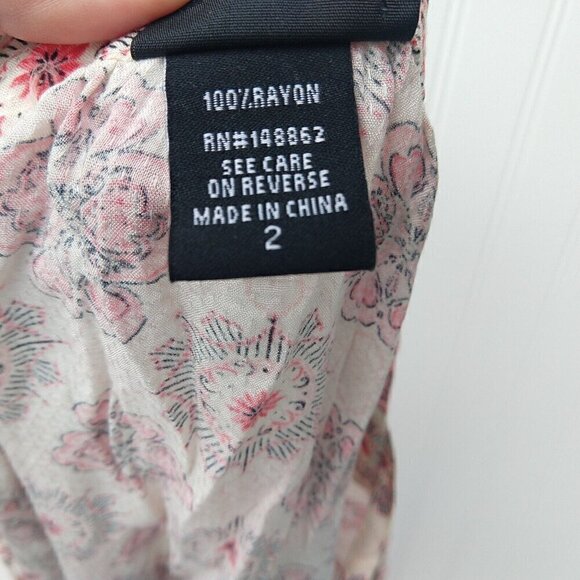 100%RAYON
RN#148862
SEE CARE
ON REVERSE
MADE IN CHINA
2